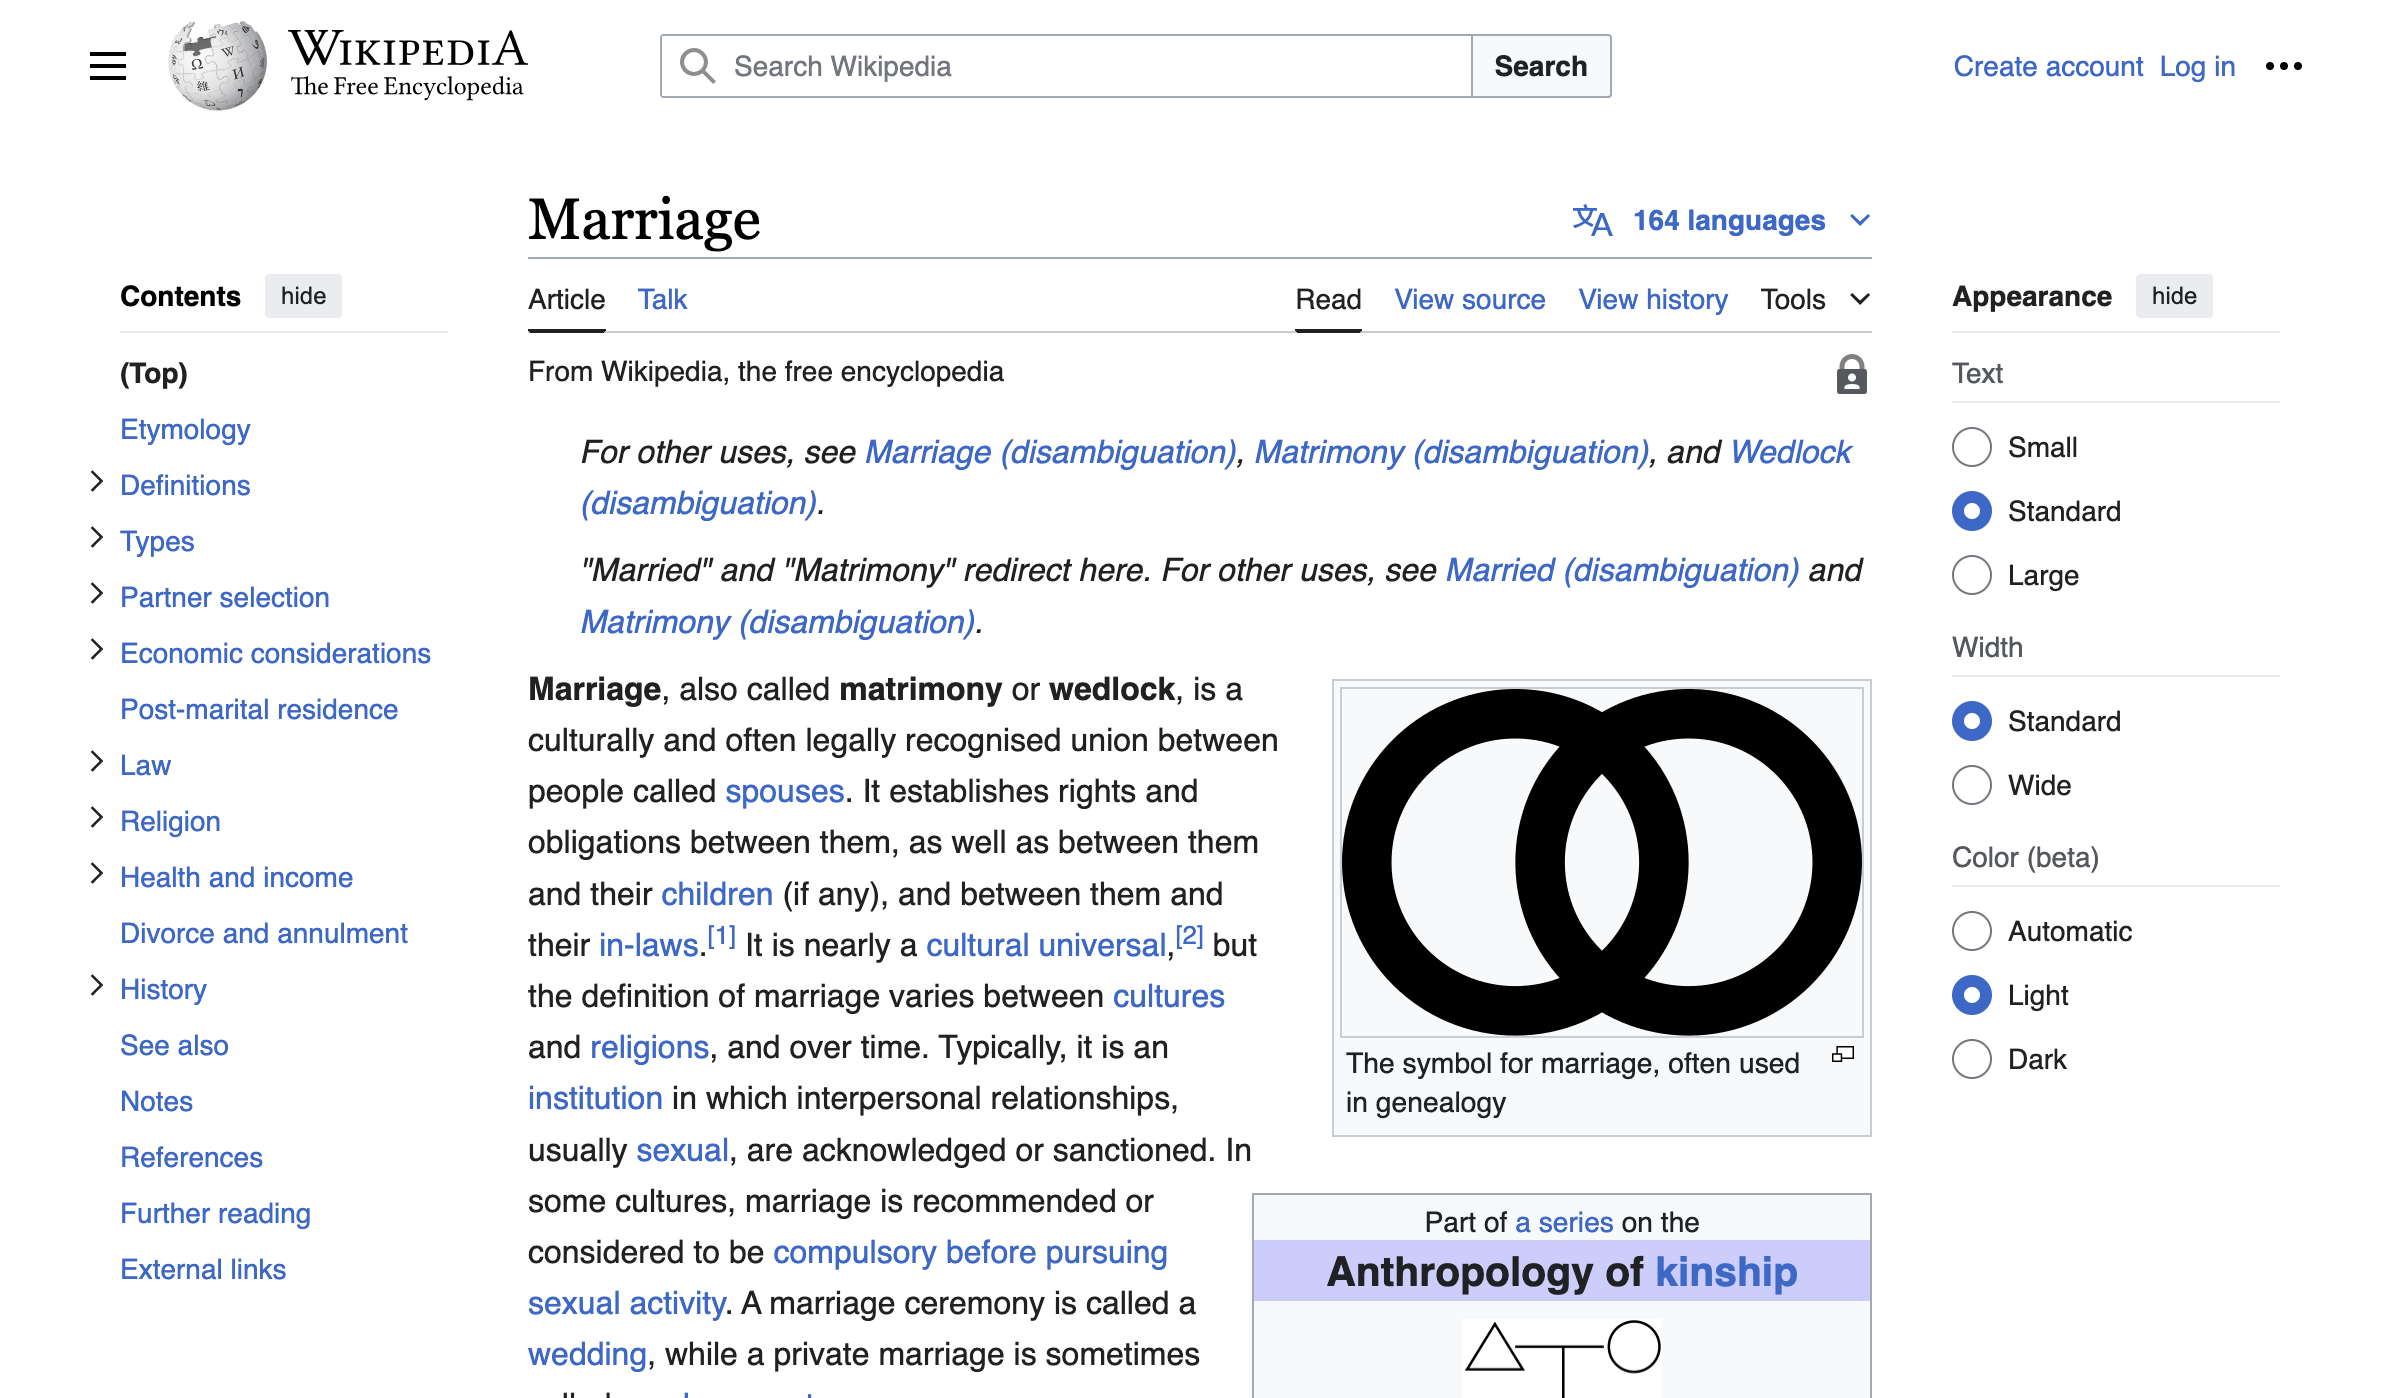 WIKIPEDIA
The Free Encyclopedia
Search Wikipedia
Search
Create account
Log in
Contents
hide
(Top)
Etymology
Definitions
Types
Partner selection
Economic considerations
Post-marital residence
Law
Religion
Health and income
Divorce and annulment
History
See also
Notes
References
Further reading
External links
Marriage
164 languages
Article
Talk
Read
View source
View history
Tools
From Wikipedia, the free encyclopedia
For other uses, see Marriage (disambiguation), Matrimony (disambiguation), and Wedlock
(disambiguation).
"Married" and "Matrimony" redirect here. For other uses, see Married (disambiguation) and
Matrimony (disambiguation).
Marriage, also called matrimony or wedlock, is a
culturally and often legally recognised union between
people called spouses. It establishes rights and
obligations between them, as well as between them
and their children (if any), and between them and
their in-laws.[1] It is nearly a cultural universal,[2] but
the definition of marriage varies between cultures
and religions, and over time. Typically, it is an
institution in which interpersonal relationships,
usually sexual, are acknowledged or sanctioned. In
some cultures, marriage is recommended or
considered to be compulsory before pursuing
sexual activity. A marriage ceremony is called a
wedding, while a private marriage is sometimes
The symbol for marriage, often used
in genealogy
Part of a series on the
Anthropology of kinship
Appearance
hide
Text
Small
Standard
Large
Width
Standard
Wide
Color (beta)
Automatic
Light
Dark